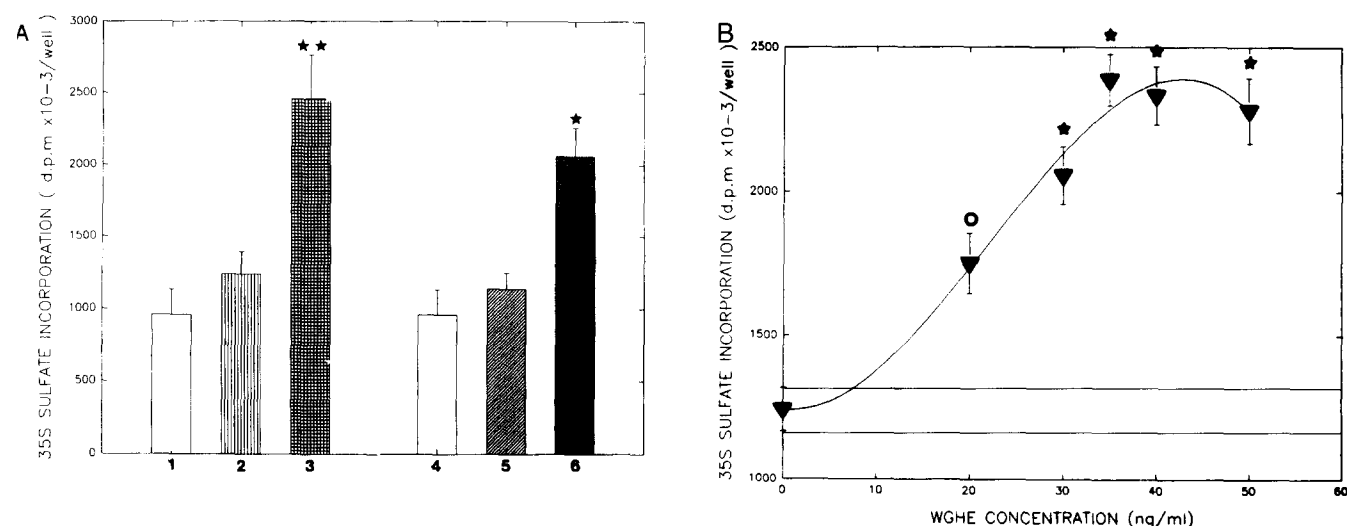 A
35S SULFATE INCORPORATION ( d.p.m x10-3/well )
3000
2500
2000
1500
1000
500
0
1 2 3 4 5 6
B
35S SULFATE INCORPORATION (d.p.m x10-3/well )
2500
2000
1500
1000
0 10 20 30 40 50 60
WGHE CONCENTRATION (ng/ml)